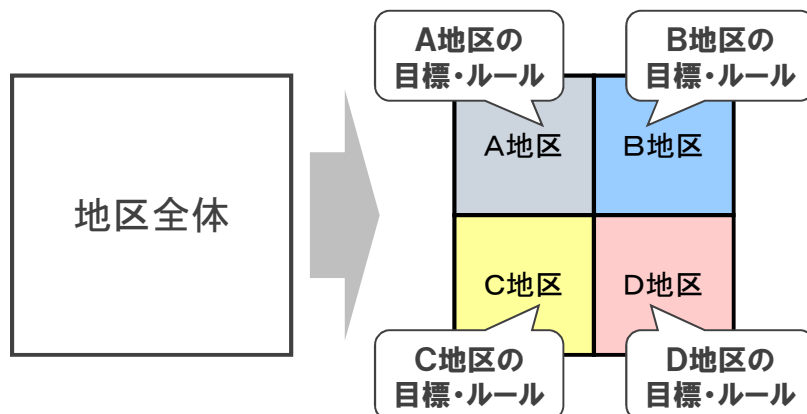 A地区の
目標・ルール
B地区の
目標・ルール
地区全体
A地区
B地区
C地区
D地区
C地区の
目標・ルール
D地区の
目標・ルール